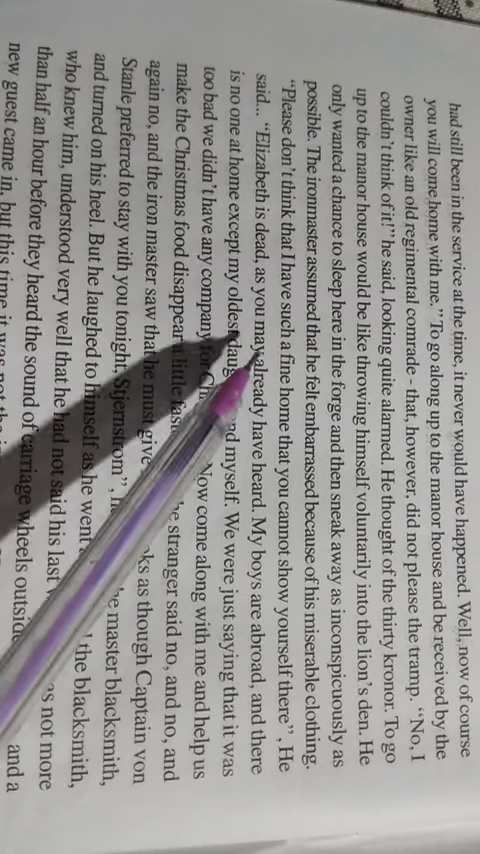 had still been in the service at the time, it never would have happened. Well, now of course
you will come home with me." To go along up to the manor house and be received by the
owner like an old regimental comrade - that, however, did not please the tramp. "No, I
couldn't think of it!" he said, looking quite alarmed. He thought of the thirty kronor. To go
up to the manor house would be like throwing himself voluntarily into the lion's den. He
only wanted a chance to sleep here in the forge and then sneak away as inconspicuously as
possible. The ironmaster assumed that he felt embarrassed because of his miserable clothing.
"Please don't think that I have such a fine home that you cannot show yourself there", He
said... "Elizabeth is dead, as you may already have heard. My boys are abroad, and there
is no one at home except my oldest and myself. We were just saying that it was
too bad we didn't have any company Now come along with me and help us
make the Christmas food disappear little stranger said no, and no, and
again no, and the iron master saw that he must give
Stanle preferred to stay with you tonight, Stjernstrom", as though Captain von
and turned on his heel. But he laughed to himself as he went master blacksmith,
who knew him, understood very well that he had not said his last the blacksmith,
than half an hour before they heard the sound of carriage wheels outside not more
new guest came in, but this time it was not the and a